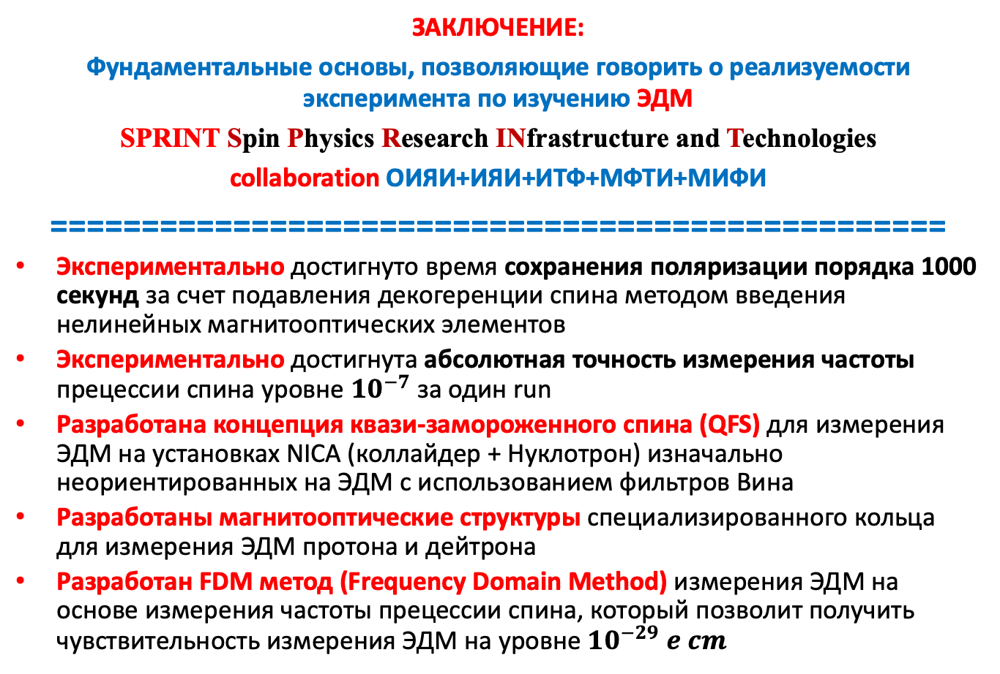 ЗАКЛЮЧЕНИЕ:
Фундаментальные основы, позволяющие говорить о реализуемости
эксперимента по изучению ЭДМ
SPRINT Spin Physics Research INfrastructure and Technologies
collaboration ОИЯИ+ИЯИ+ИТФ+МФТИ+МИФИ
=================================================
• Экспериментально достигнуто время сохранения поляризации порядка 1000
секунд за счет подавления декогеренции спина методом введения
нелинейных магнитооптических элементов
• Экспериментально достигнута абсолютная точность измерения частоты
прецессии спина уровне 10⁻⁷ за один run
• Разработана концепция квази-замороженного спина (QFS) для измерения
ЭДМ на установках NICA (коллайдер + Нуклотрон) изначально
неориентированных на ЭДМ с использованием фильтров Вина
• Разработаны магнитооптические структуры специализированного кольца
для измерения ЭДМ протона и дейтрона
• Разработан FDM метод (Frequency Domain Method) измерения ЭДМ на
основе измерения частоты прецессии спина, который позволит получить
чувствительность измерения ЭДМ на уровне 10⁻²⁹ e cm